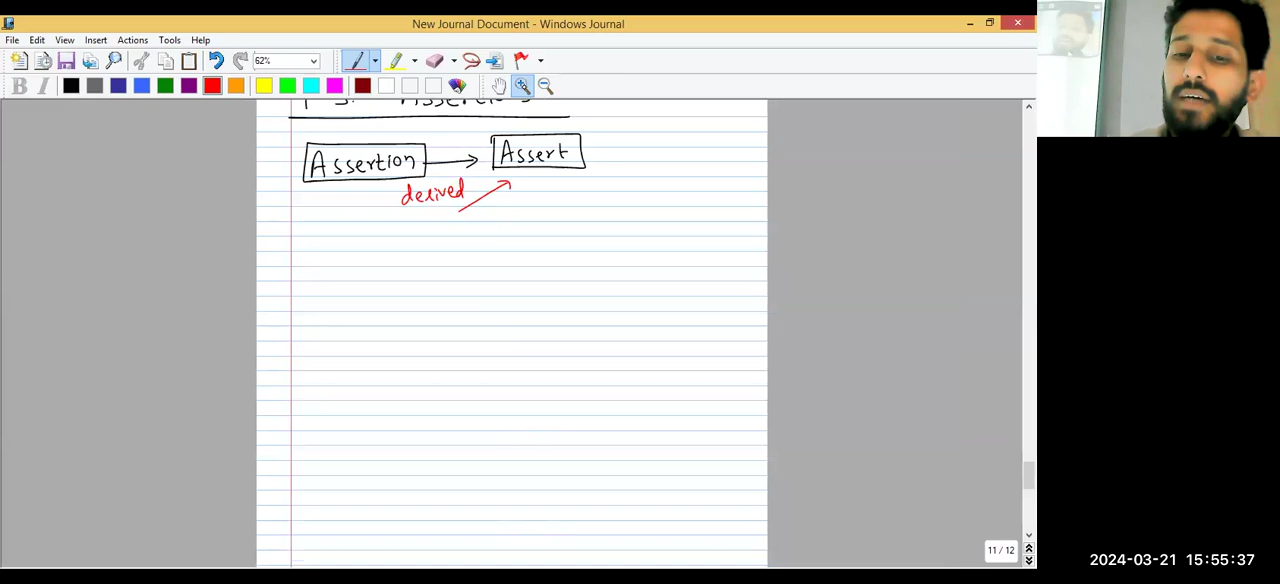 New Journal Document - Windows Journal
File Edit View Insert Actions Tools Help
62%
B I
Assertion → Assert
derived
11 / 12
2024-03-21 15:55:37